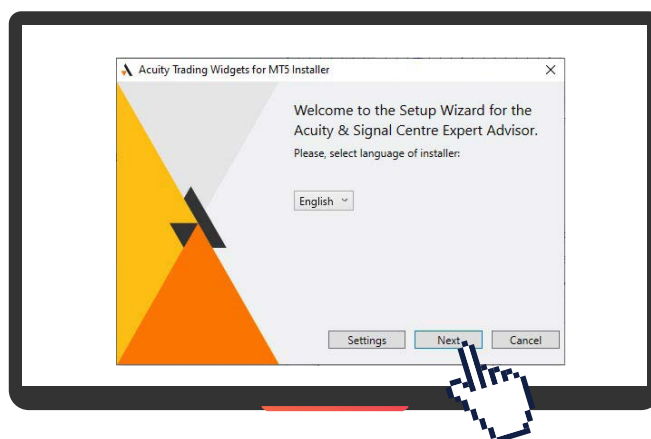 Acuity Trading Widgets for MT5 Installer
Welcome to the Setup Wizard for the
Acuity & Signal Centre Expert Advisor.
Please, select language of installer:
English
Settings Next Cancel